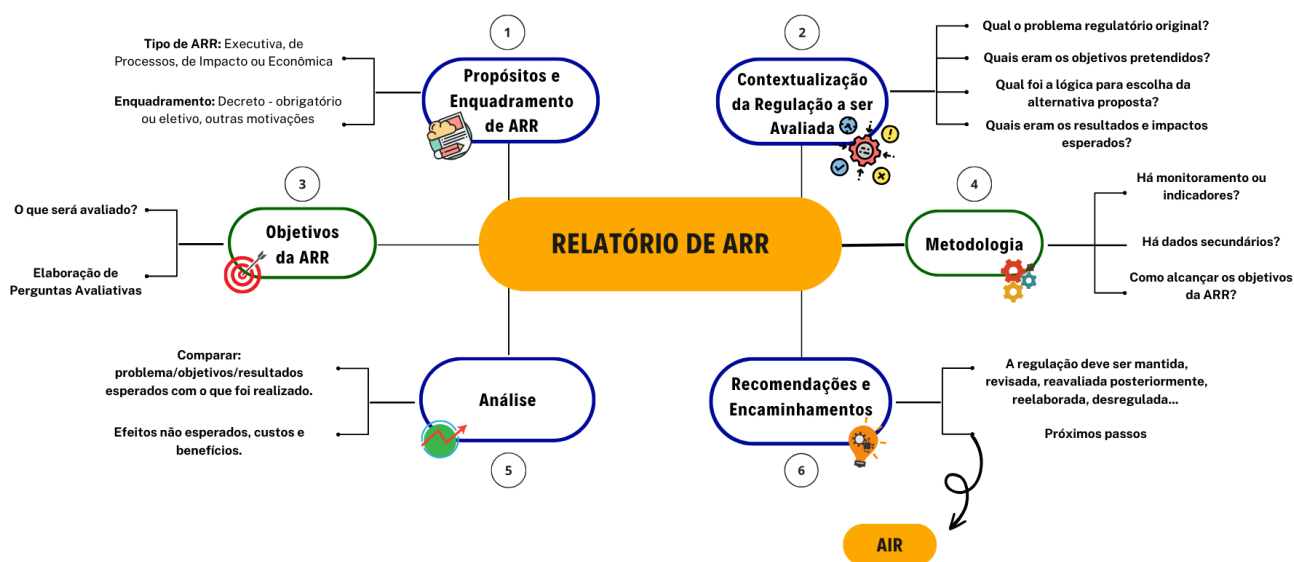 1
Tipo de ARR: Executiva, de
Processos, de Impacto ou Econômica
Enquadramento: Decreto - obrigatório
ou eletivo, outras motivações
Propósitos e
Enquadramento
de ARR
2
Contextualização
da Regulação a ser
Avaliada
Qual o problema regulatório original?
Quais eram os objetivos pretendidos?
Qual foi a lógica para escolha da
alternativa proposta?
Quais eram os resultados e impactos
esperados?
3
O que será avaliado?
Elaboração de
Perguntas Avaliativas
Objetivos
da ARR
RELATÓRIO DE ARR
4
Metodologia
Há monitoramento ou
indicadores?
Há dados secundários?
Como alcançar os objetivos
da ARR?
Comparar:
problema/objetivos/resultados
esperados com o que foi realizado.
Efeitos não esperados, custos e
benefícios.
Análise
5
Recomendações e
Encaminhamentos
6
A regulação deve ser mantida,
revisada, reavaliada posteriormente,
reelaborada, desregulada...
Próximos passos
AIR